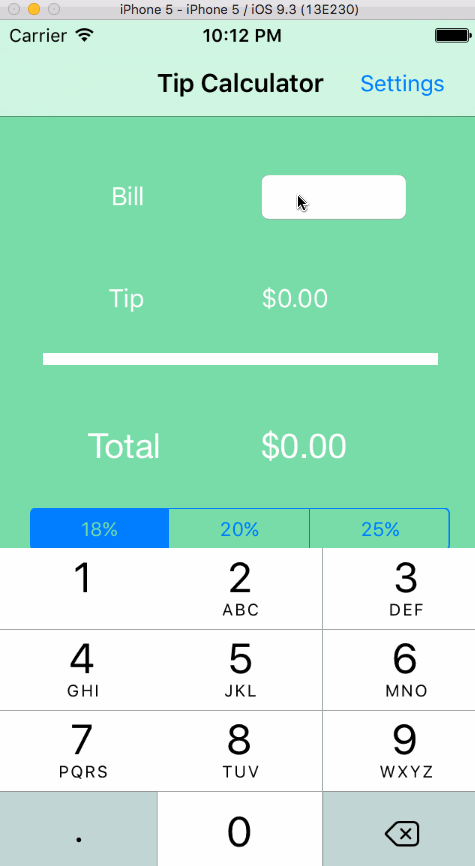 iPhone 5 - iPhone 5 / iOS 9.3 (13E230)
Carrier 10:12 PM
Tip Calculator Settings
Bill
Tip $0.00
Total $0.00
18% 20% 25%
1 2 3
ABC DEF
4 5 6
GHI JKL MNO
7 8 9
PQRS TUV WXYZ
. 0